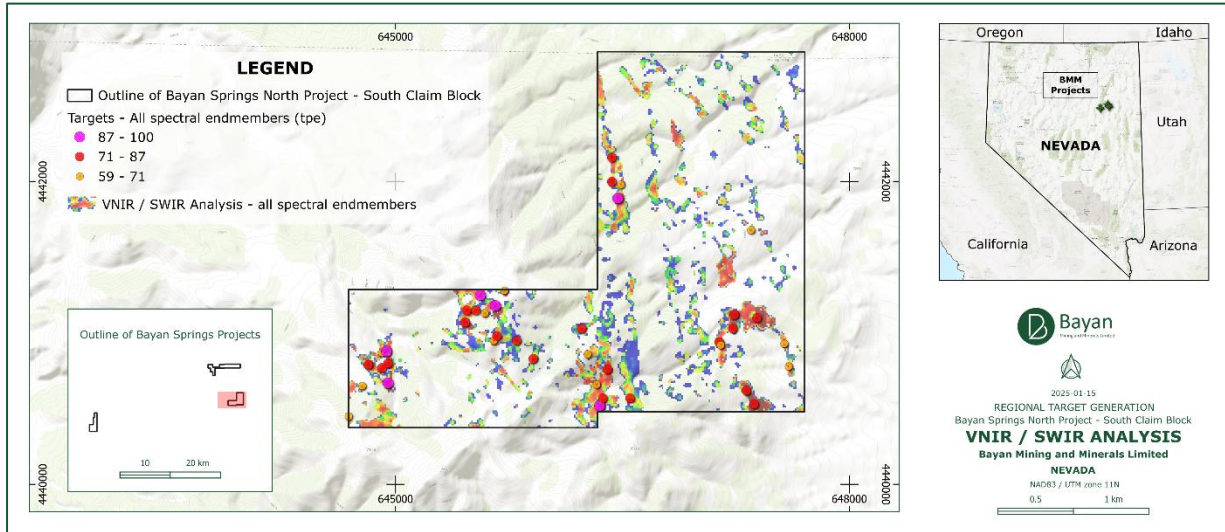 645000
648000
4442000
4442000
4440000
4440000
645000
648000
LEGEND
Outline of Bayan Springs North Project - South Claim Block
Targets - All spectral endmembers (tpe)
87 - 100
71 - 87
59 - 71
VNIR / SWIR Analysis - all spectral endmembers
Outline of Bayan Springs Projects
10 20 km
Oregon
Idaho
BMM
Projects
Utah
NEVADA
California
Arizona
Bayan
Mining and Minerals Limited
2025-01-15
REGIONAL TARGET GENERATION
Bayan Springs North Project - South Claim Block
VNIR / SWIR ANALYSIS
Bayan Mining and Minerals Limited
NEVADA
NAD83 / UTM zone 11N
0.5 1 km